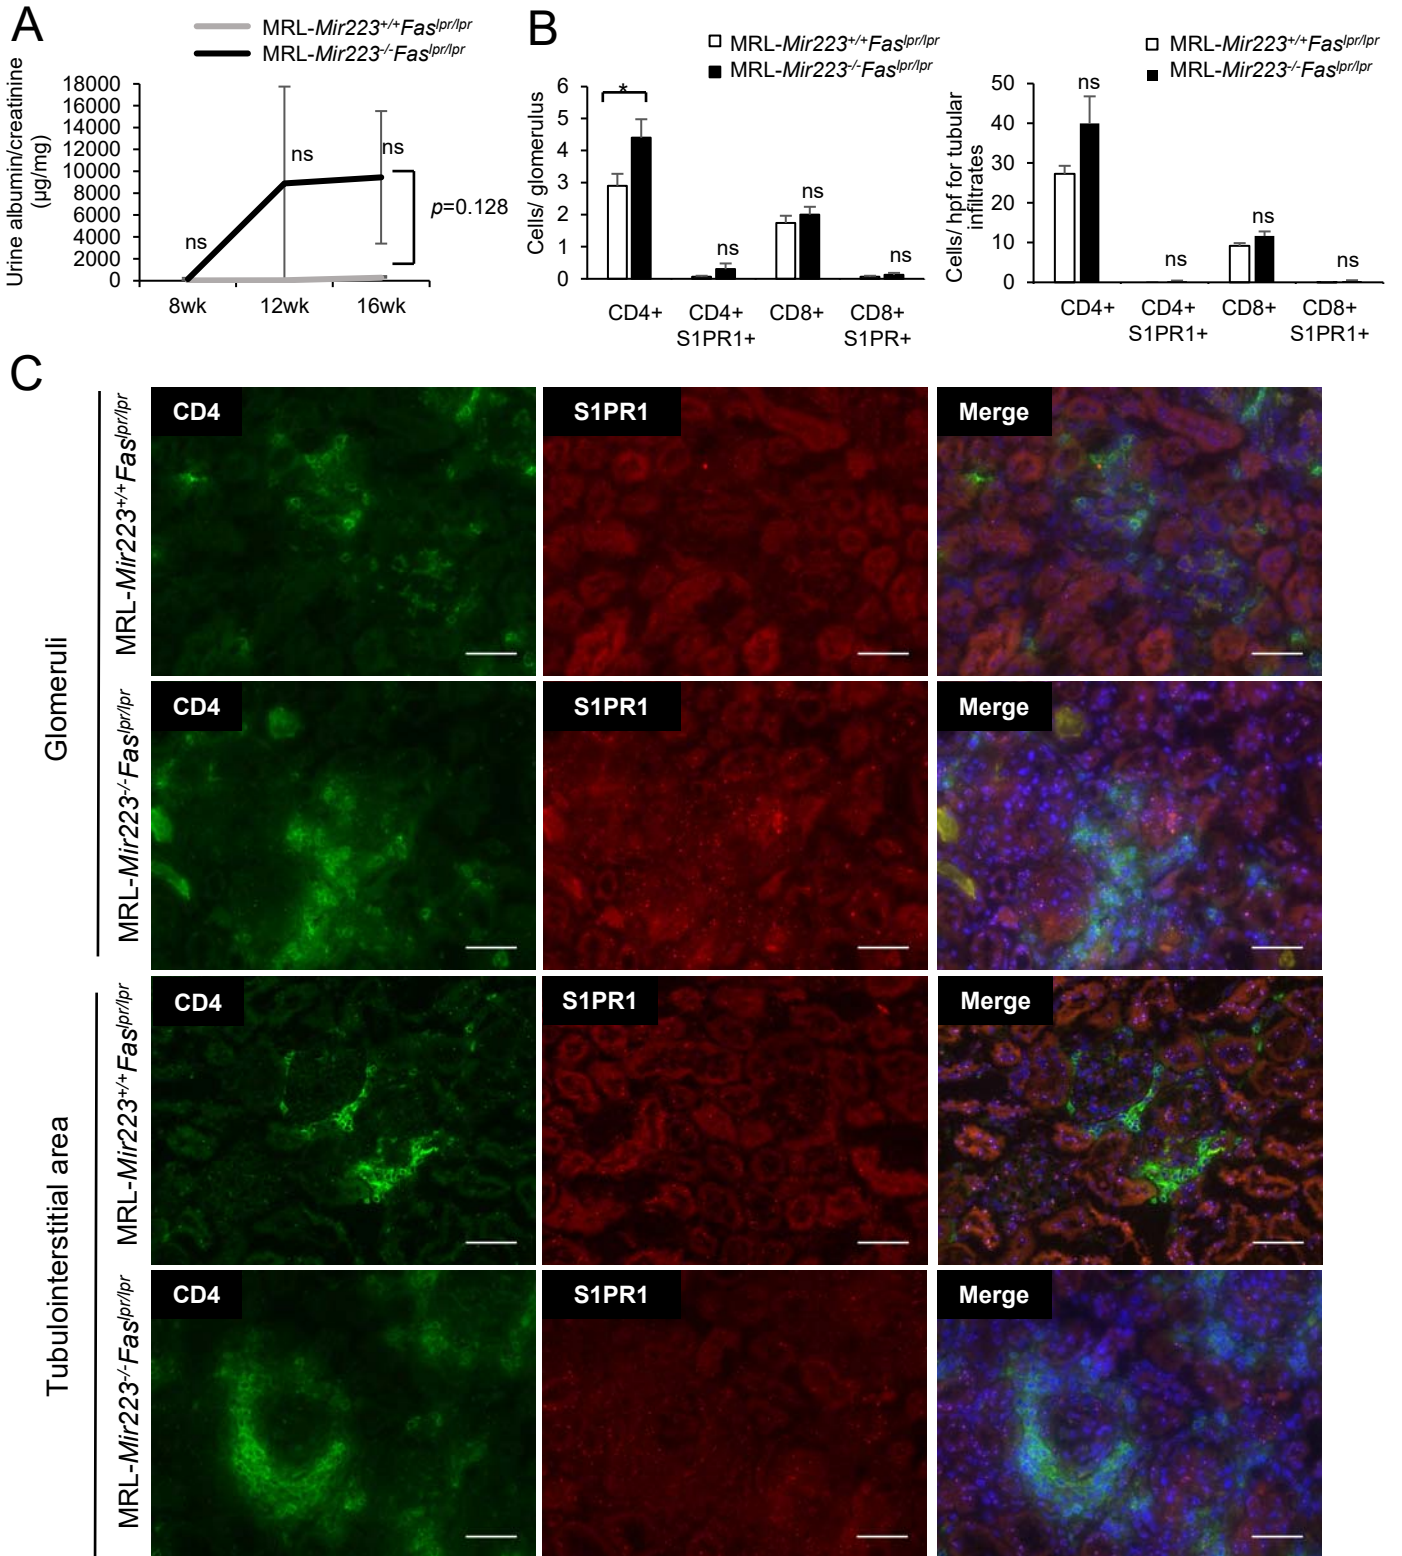 A
MRL-Mir223+/+Faslpr/lpr
MRL-Mir223-/-Faslpr/lpr
Urine albumin/creatinine
(µg/mg)
18000
16000
14000
12000
10000
8000
6000
4000
2000
0
ns
ns
ns
p=0.128
8wk 12wk 16wk
B
MRL-Mir223+/+Faslpr/lpr
MRL-Mir223-/-Faslpr/lpr
Cells/ glomerulus
6
5
4
3
2
1
0
*
ns
ns
ns
CD4+ CD4+ CD8+ CD8+
S1PR1+ S1PR+
MRL-Mir223+/+Faslpr/lpr
MRL-Mir223-/-Faslpr/lpr
Cells/ hpf for tubular
infiltrates
50
40
30
20
10
0
ns
ns
ns
ns
CD4+ CD4+ CD8+ CD8+
S1PR1+ S1PR1+
C
Glomeruli
MRL-Mir223+/+Faslpr/lpr
CD4 S1PR1 Merge
MRL-Mir223-/-Faslpr/lpr
CD4 S1PR1 Merge
Tubulointerstitial area
MRL-Mir223+/+Faslpr/lpr
CD4 S1PR1 Merge
MRL-Mir223-/-Faslpr/lpr
CD4 S1PR1 Merge